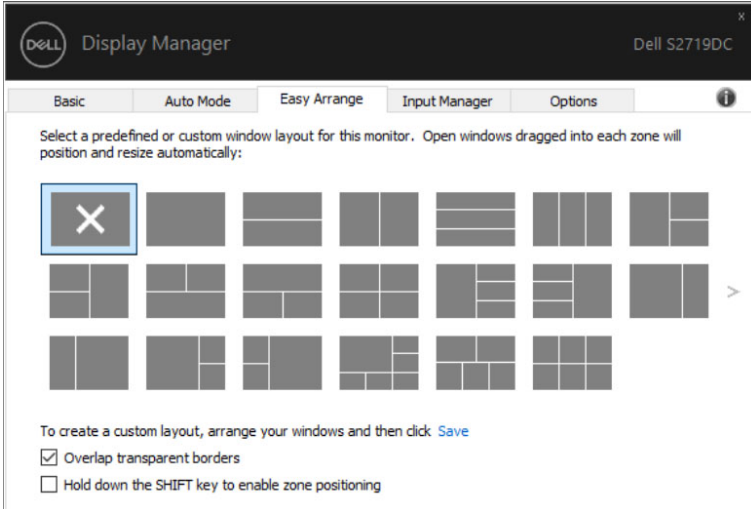 x
DELL
Display Manager
Dell S2719DC
Basic
Auto Mode
Easy Arrange
Input Manager
Options
i
Select a predefined or custom window layout for this monitor. Open windows dragged into each zone will
position and resize automatically:
>
To create a custom layout, arrange your windows and then click Save
Overlap transparent borders
Hold down the SHIFT key to enable zone positioning